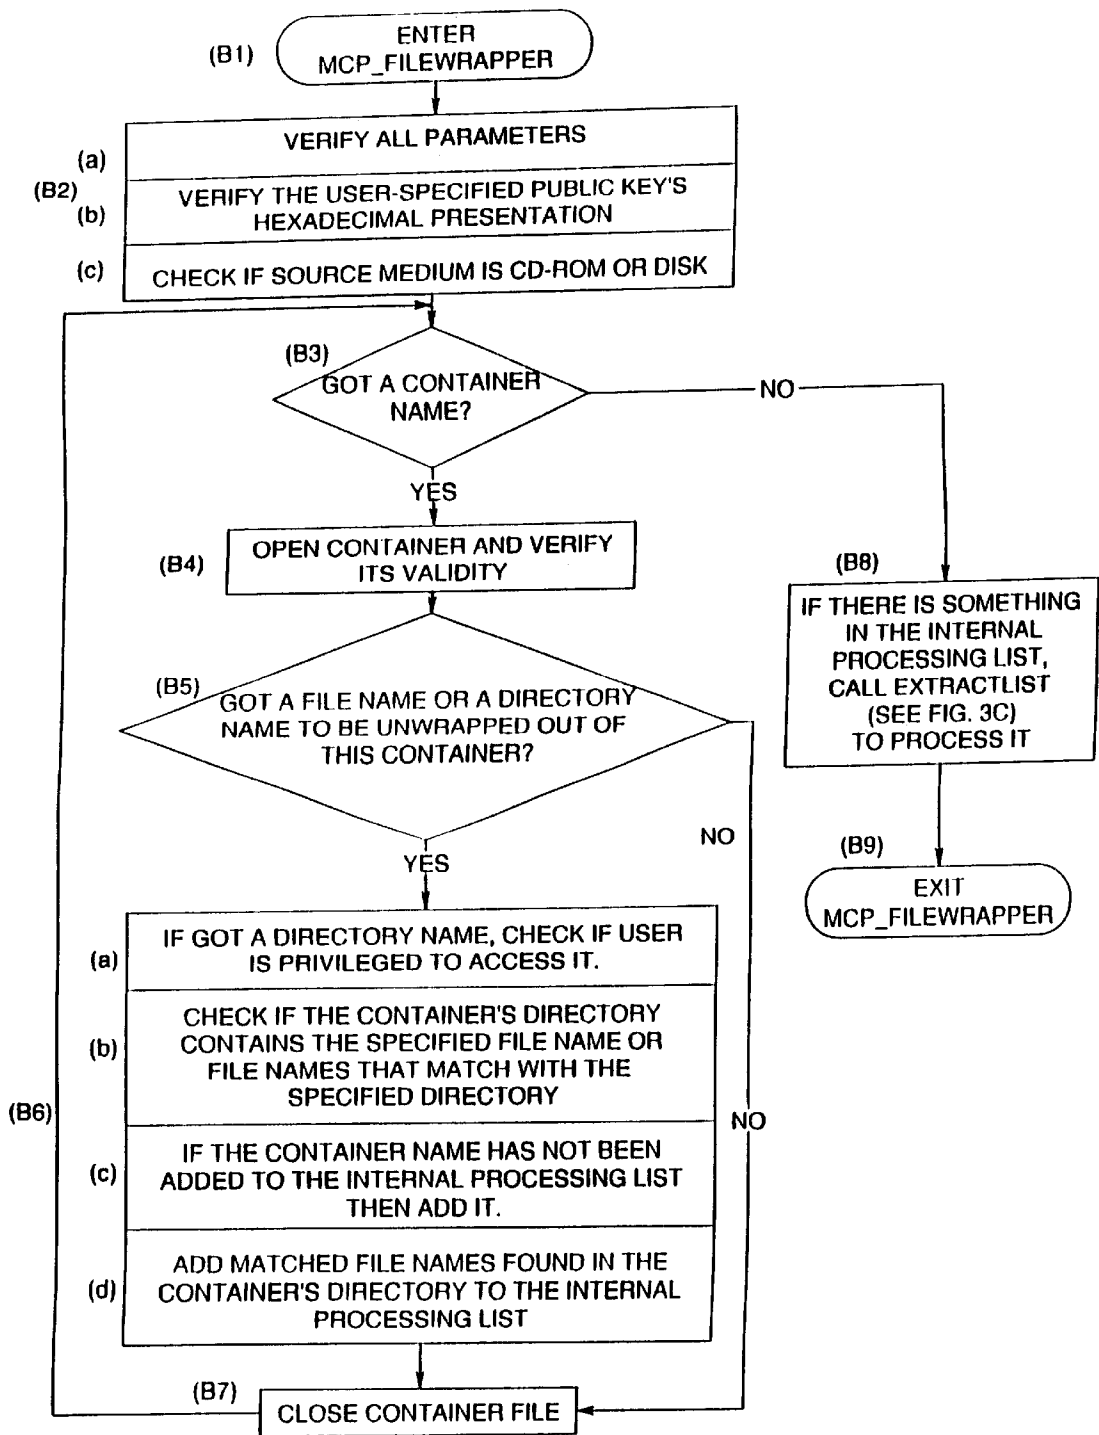 (B1)
ENTER
MCP_FILEWRAPPER
VERIFY ALL PARAMETERS
(a)
(B2)
(b)
VERIFY THE USER-SPECIFIED PUBLIC KEY'S
HEXADECIMAL PRESENTATION
(c)
CHECK IF SOURCE MEDIUM IS CD-ROM OR DISK
(B3)
GOT A CONTAINER
NAME?
NO
YES
(B4)
OPEN CONTAINER AND VERIFY
ITS VALIDITY
(B8)
IF THERE IS SOMETHING
IN THE INTERNAL
PROCESSING LIST,
CALL EXTRACTLIST
(SEE FIG. 3C)
TO PROCESS IT
(B5)
GOT A FILE NAME OR A DIRECTORY
NAME TO BE UNWRAPPED OUT OF
THIS CONTAINER?
NO
YES
(B9)
EXIT
MCP_FILEWRAPPER
(a)
IF GOT A DIRECTORY NAME, CHECK IF USER
IS PRIVILEGED TO ACCESS IT.
(b)
CHECK IF THE CONTAINER'S DIRECTORY
CONTAINS THE SPECIFIED FILE NAME OR
FILE NAMES THAT MATCH WITH THE
SPECIFIED DIRECTORY
(B6)
NO
(c)
IF THE CONTAINER NAME HAS NOT BEEN
ADDED TO THE INTERNAL PROCESSING LIST
THEN ADD IT.
(d)
ADD MATCHED FILE NAMES FOUND IN THE
CONTAINER'S DIRECTORY TO THE INTERNAL
PROCESSING LIST
(B7)
CLOSE CONTAINER FILE